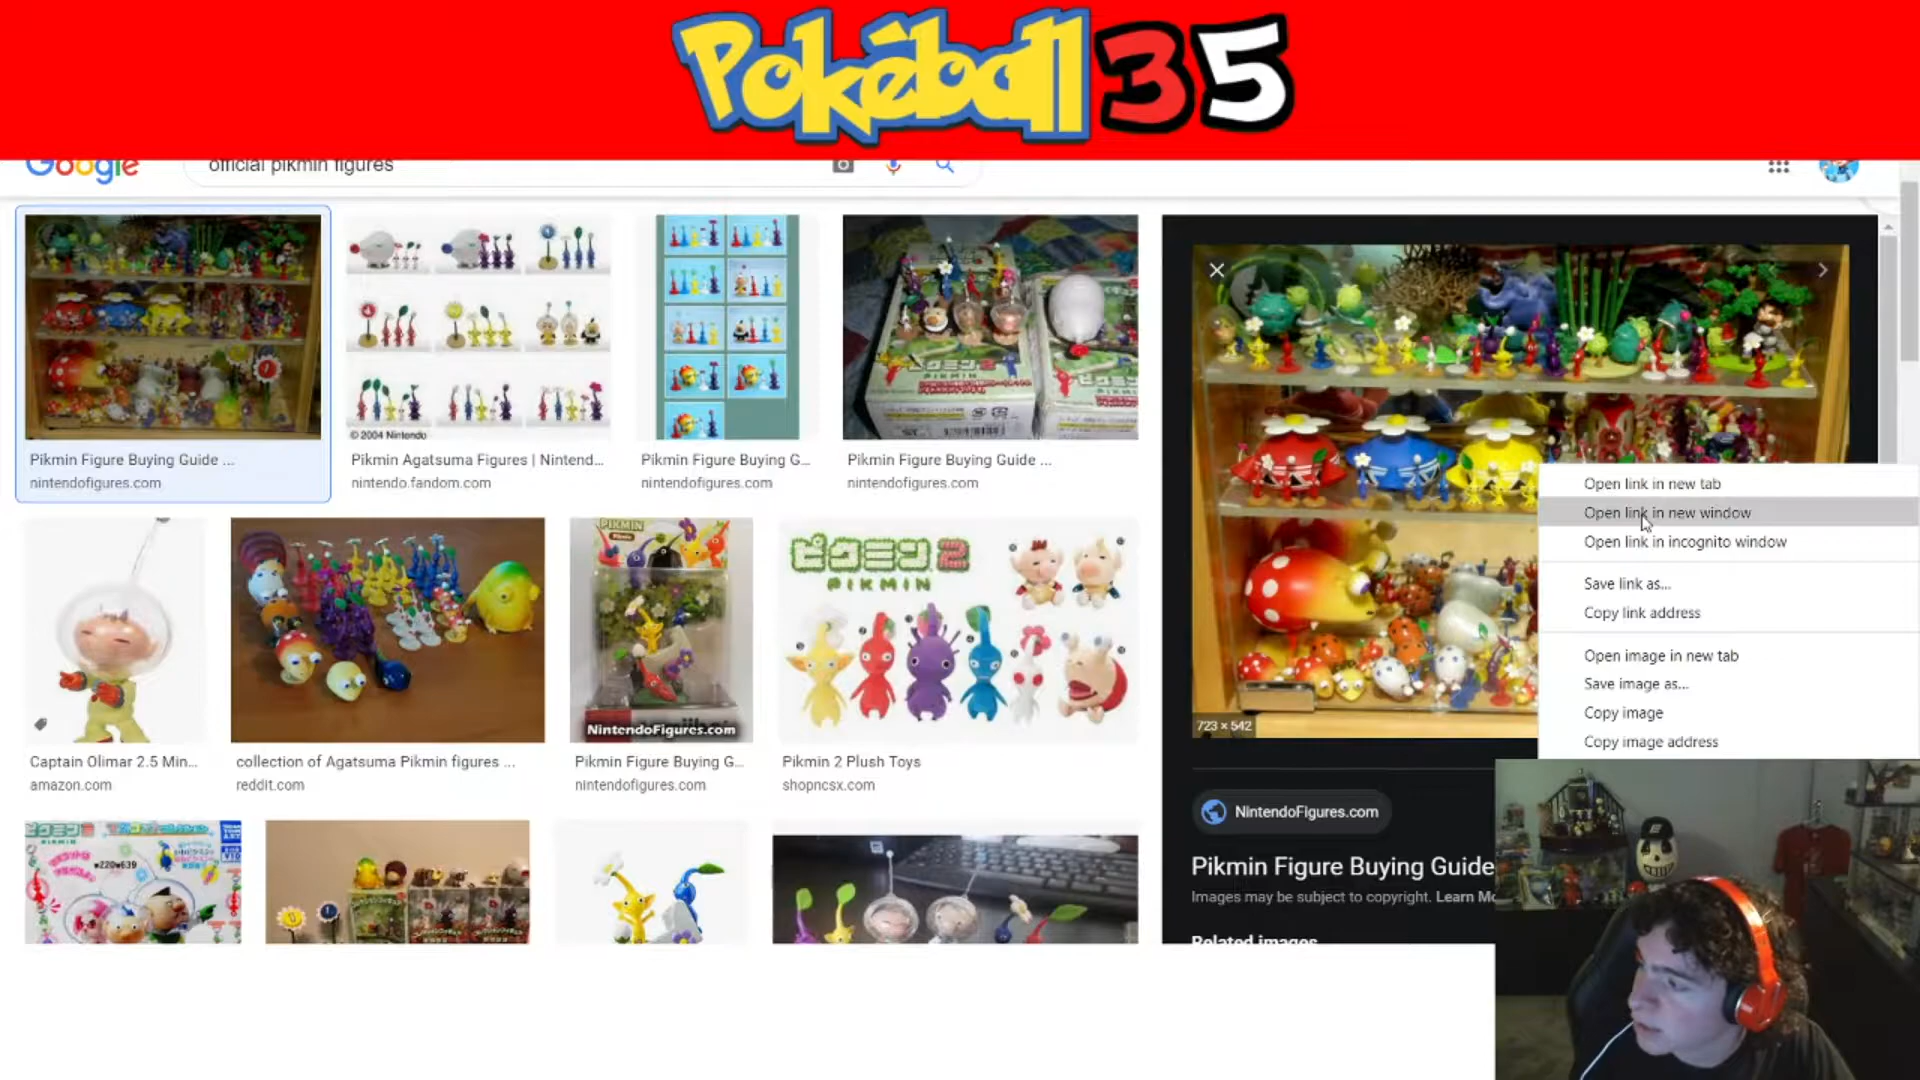 Pokéball 35
Google
official pikmin figures
© 2004 Nintendo
Pikmin Figure Buying Guide ...
nintendofigures.com
Pikmin Agatsuma Figures | Nintend...
nintendo.fandom.com
Pikmin Figure Buying G...
nintendofigures.com
Pikmin Figure Buying Guide ...
nintendofigures.com
PIKMIN
NintendoFigures.com
ピクミン2
PIKMIN
Captain Olimar 2.5 Min...
amazon.com
collection of Agatsuma Pikmin figures ...
reddit.com
Pikmin Figure Buying G...
nintendofigures.com
Pikmin 2 Plush Toys
shopncsx.com
w220w639
Open link in new tab
Open link in new window
Open link in incognito window
Save link as...
Copy link address
Open image in new tab
Save image as...
Copy image
Copy image address
723 × 542
NintendoFigures.com
Pikmin Figure Buying Guide
Images may be subject to copyright. Learn Mo
Related images